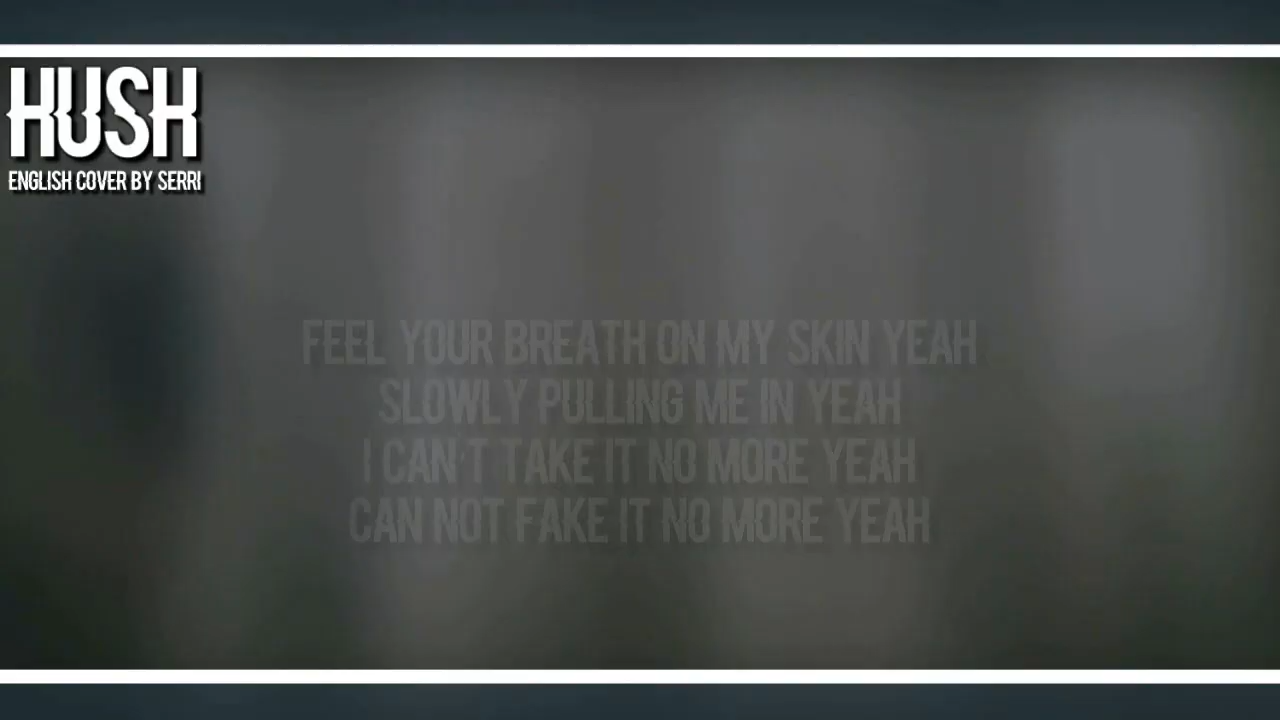 HUSH
ENGLISH COVER BY SERRI
FEEL YOUR BREATH ON MY SKIN YEAH
SLOWLY PULLING ME IN YEAH
I CAN'T TAKE IT NO MORE YEAH
CAN NOT FAKE IT NO MORE YEAH